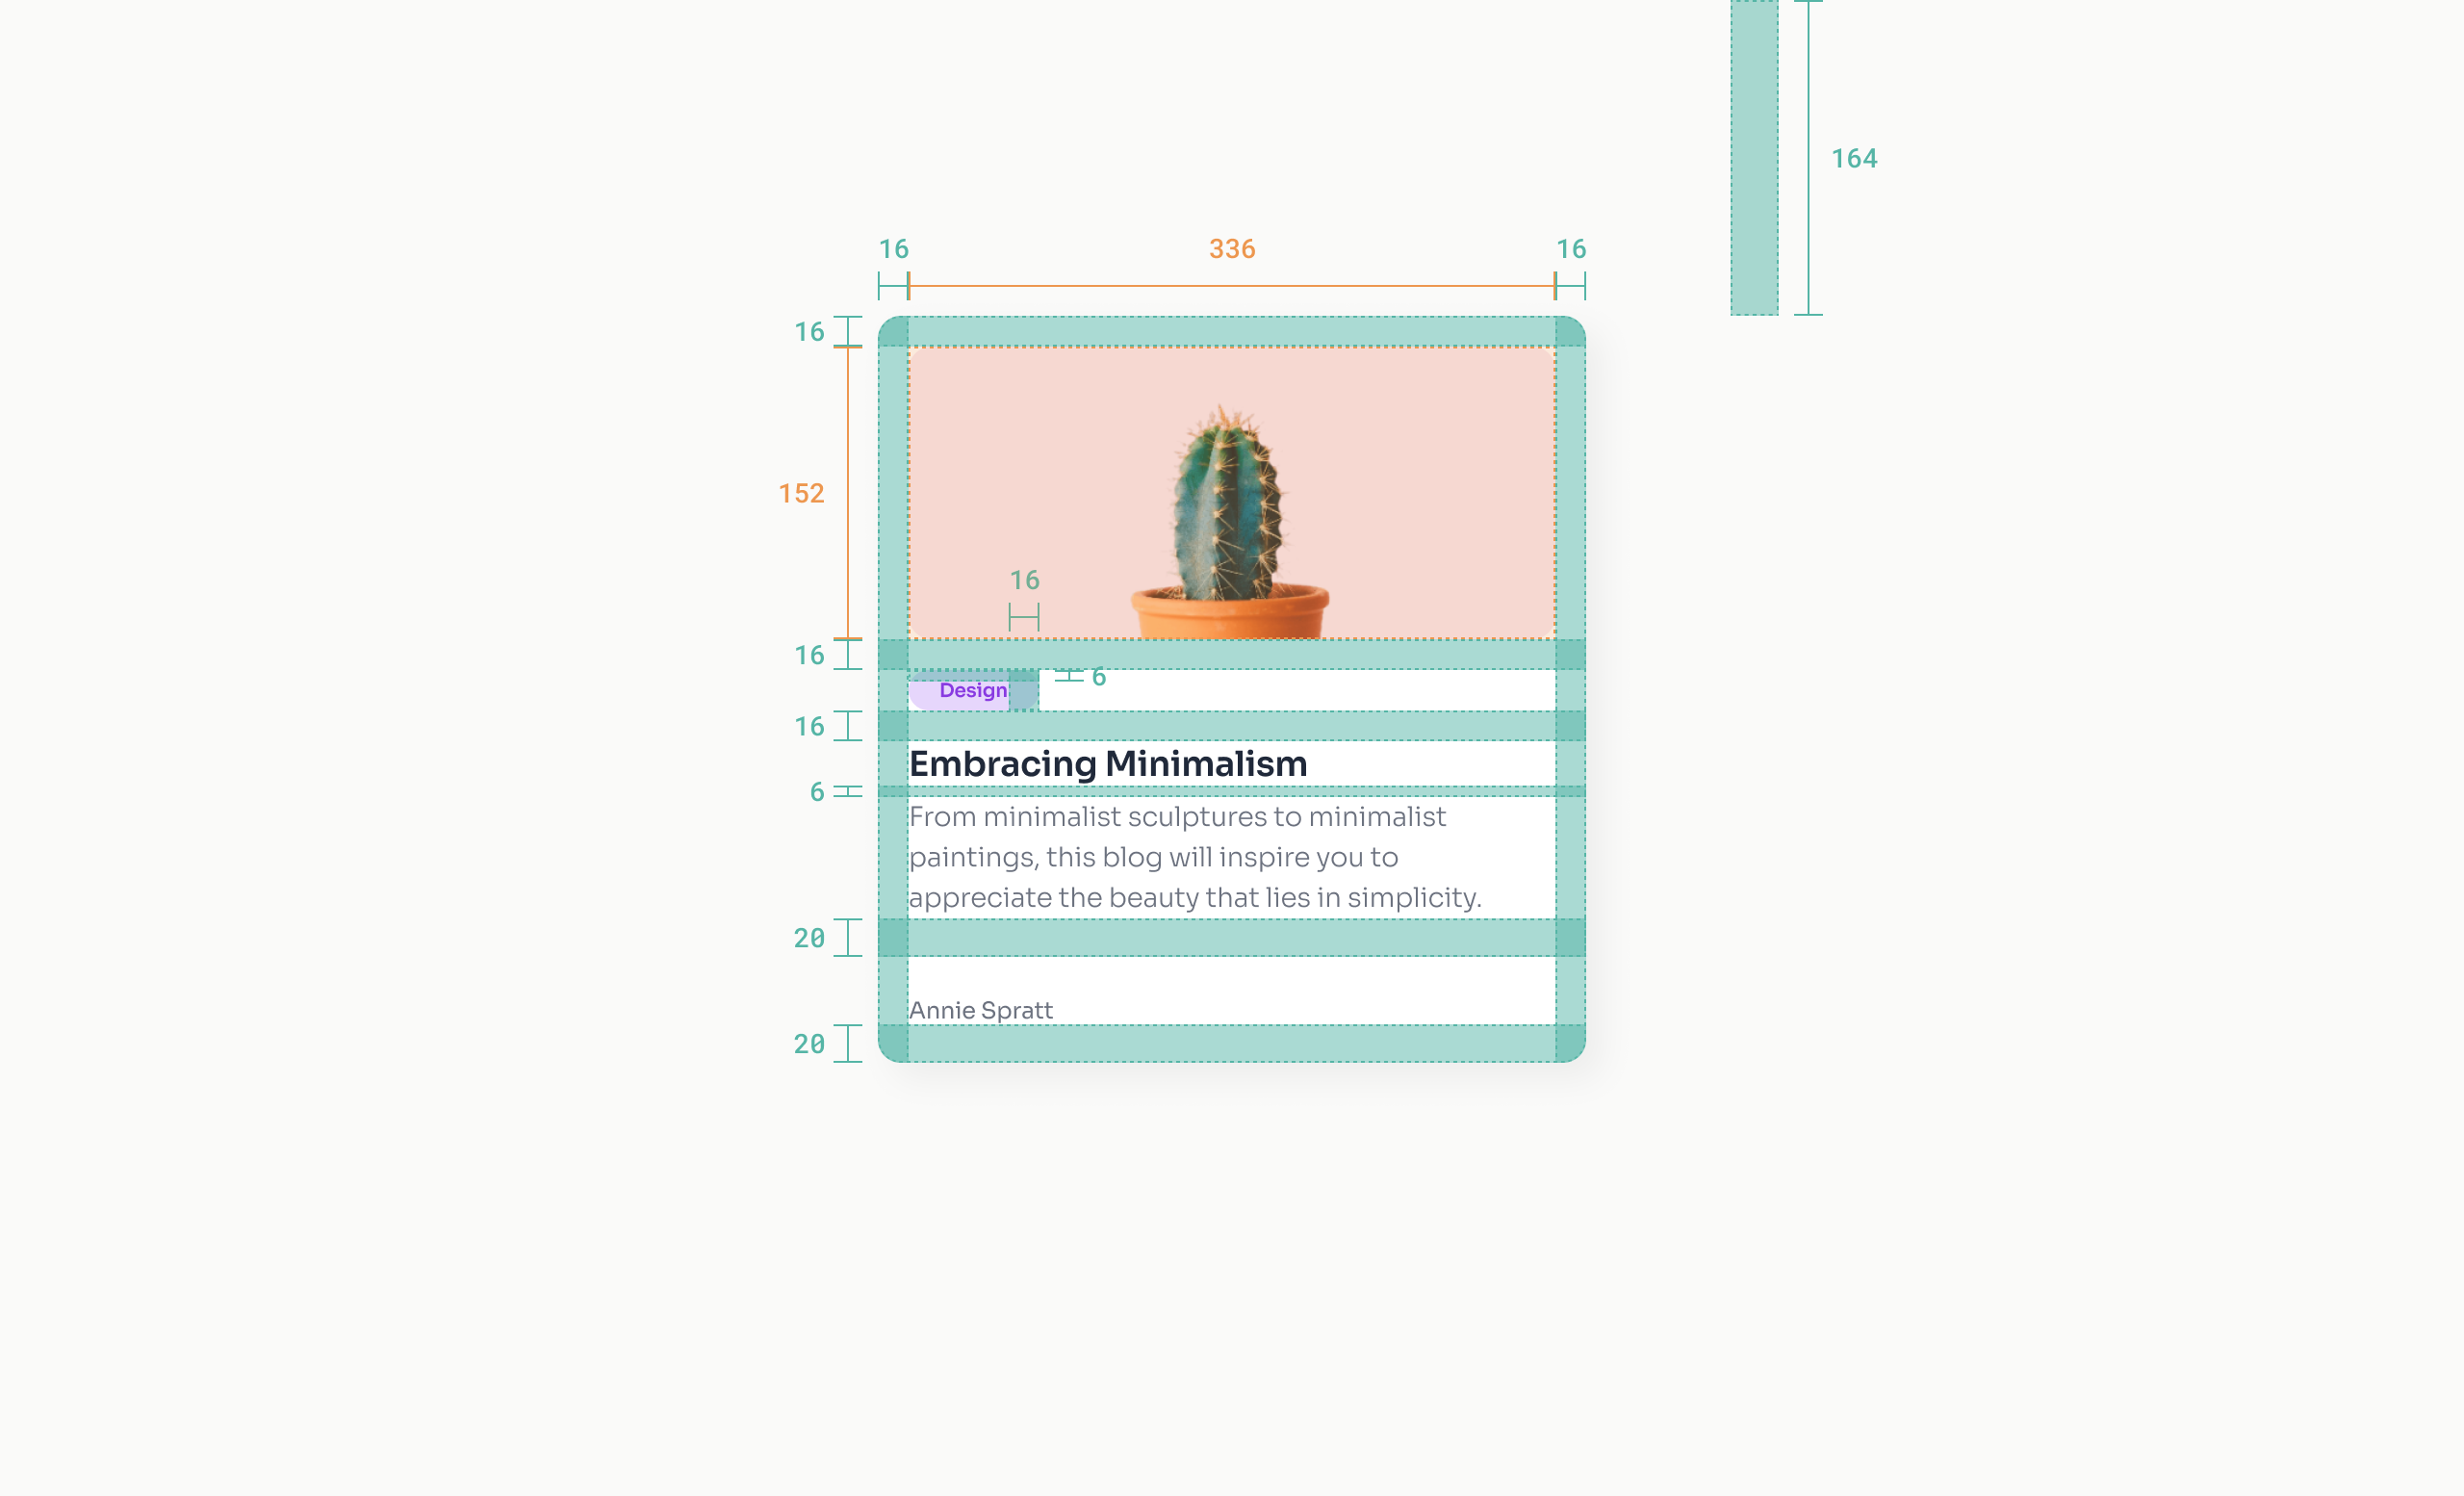 164
16 336 16
16
152
16
16
Design
6
16
Embracing Minimalism
6
From minimalist sculptures to minimalist
paintings, this blog will inspire you to
appreciate the beauty that lies in simplicity.
20
Annie Spratt
20